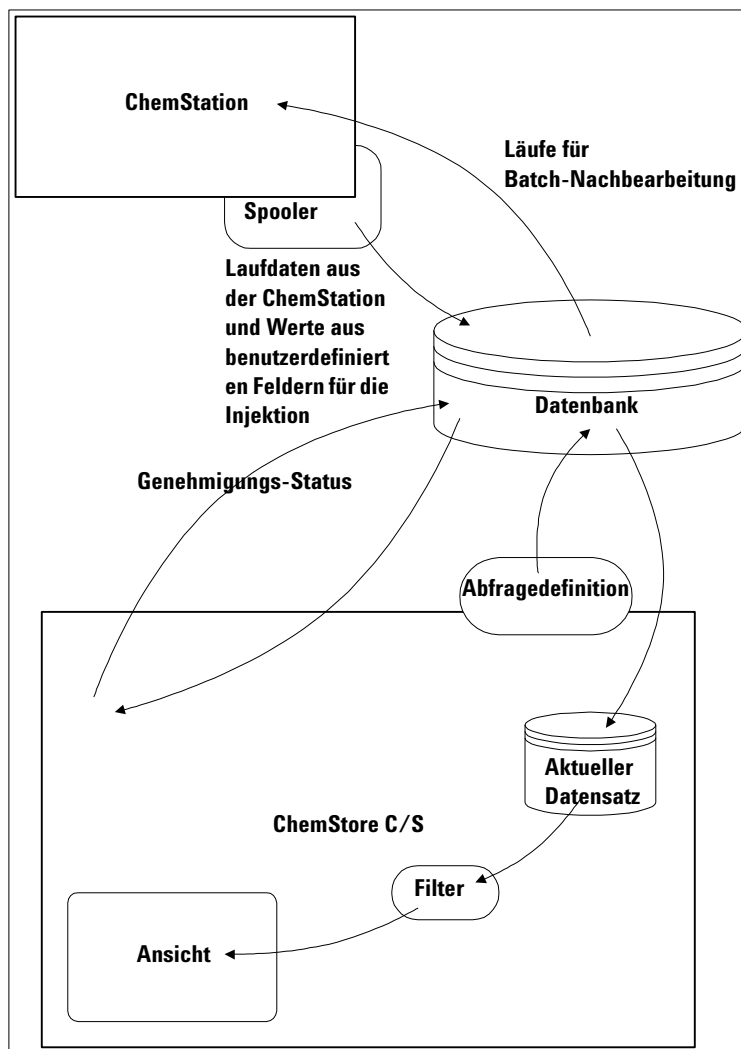 ChemStation
Läufe für
Batch-Nachbearbeitung
Spooler
Laufdaten aus
der ChemStation
und Werte aus
benutzerdefiniert
en Feldern für die
Injektion
Datenbank
Genehmigungs-Status
Abfragedefinition
Aktueller
Datensatz
ChemStore C/S
Filter
Ansicht